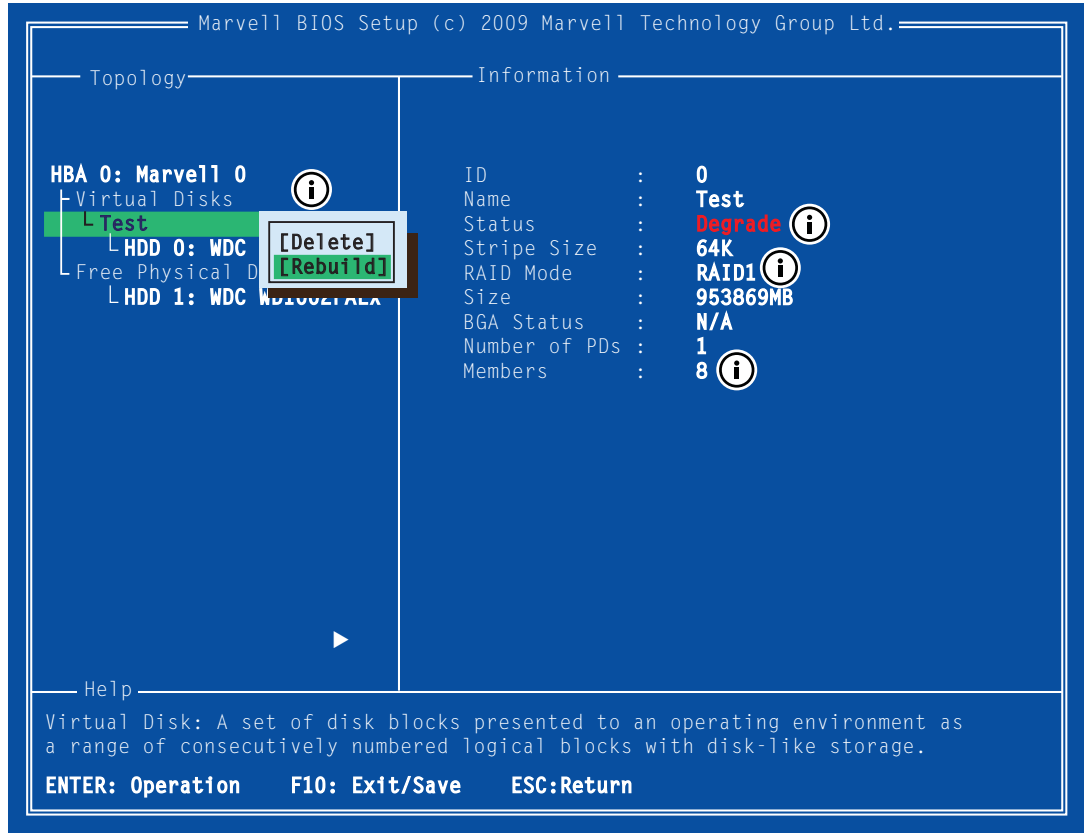 Marvell BIOS Setup (c) 2009 Marvell Technology Group Ltd.
Topology
Information
HBA 0: Marvell 0
Virtual Disks
Test
HDD 0: WDC
Free Physical D
HDD 1: WDC
[Delete]
[Rebuild]
ID : 0
Name : Test
Status : Degrade
Stripe Size : 64K
RAID Mode : RAID1
Size : 953869MB
BGA Status : N/A
Number of PDs : 1
Members : 8
Help
Virtual Disk: A set of disk blocks presented to an operating environment as
a range of consecutively numbered logical blocks with disk-like storage.
ENTER: Operation F10: Exit/Save ESC:Return